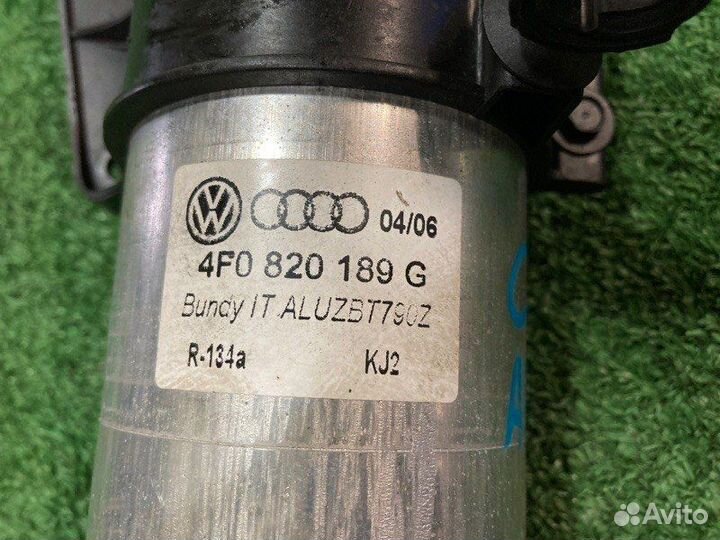 04/06
4F0 820 189 G
Bundy IT ALUZBT790Z
R-134a KJ2
Avito